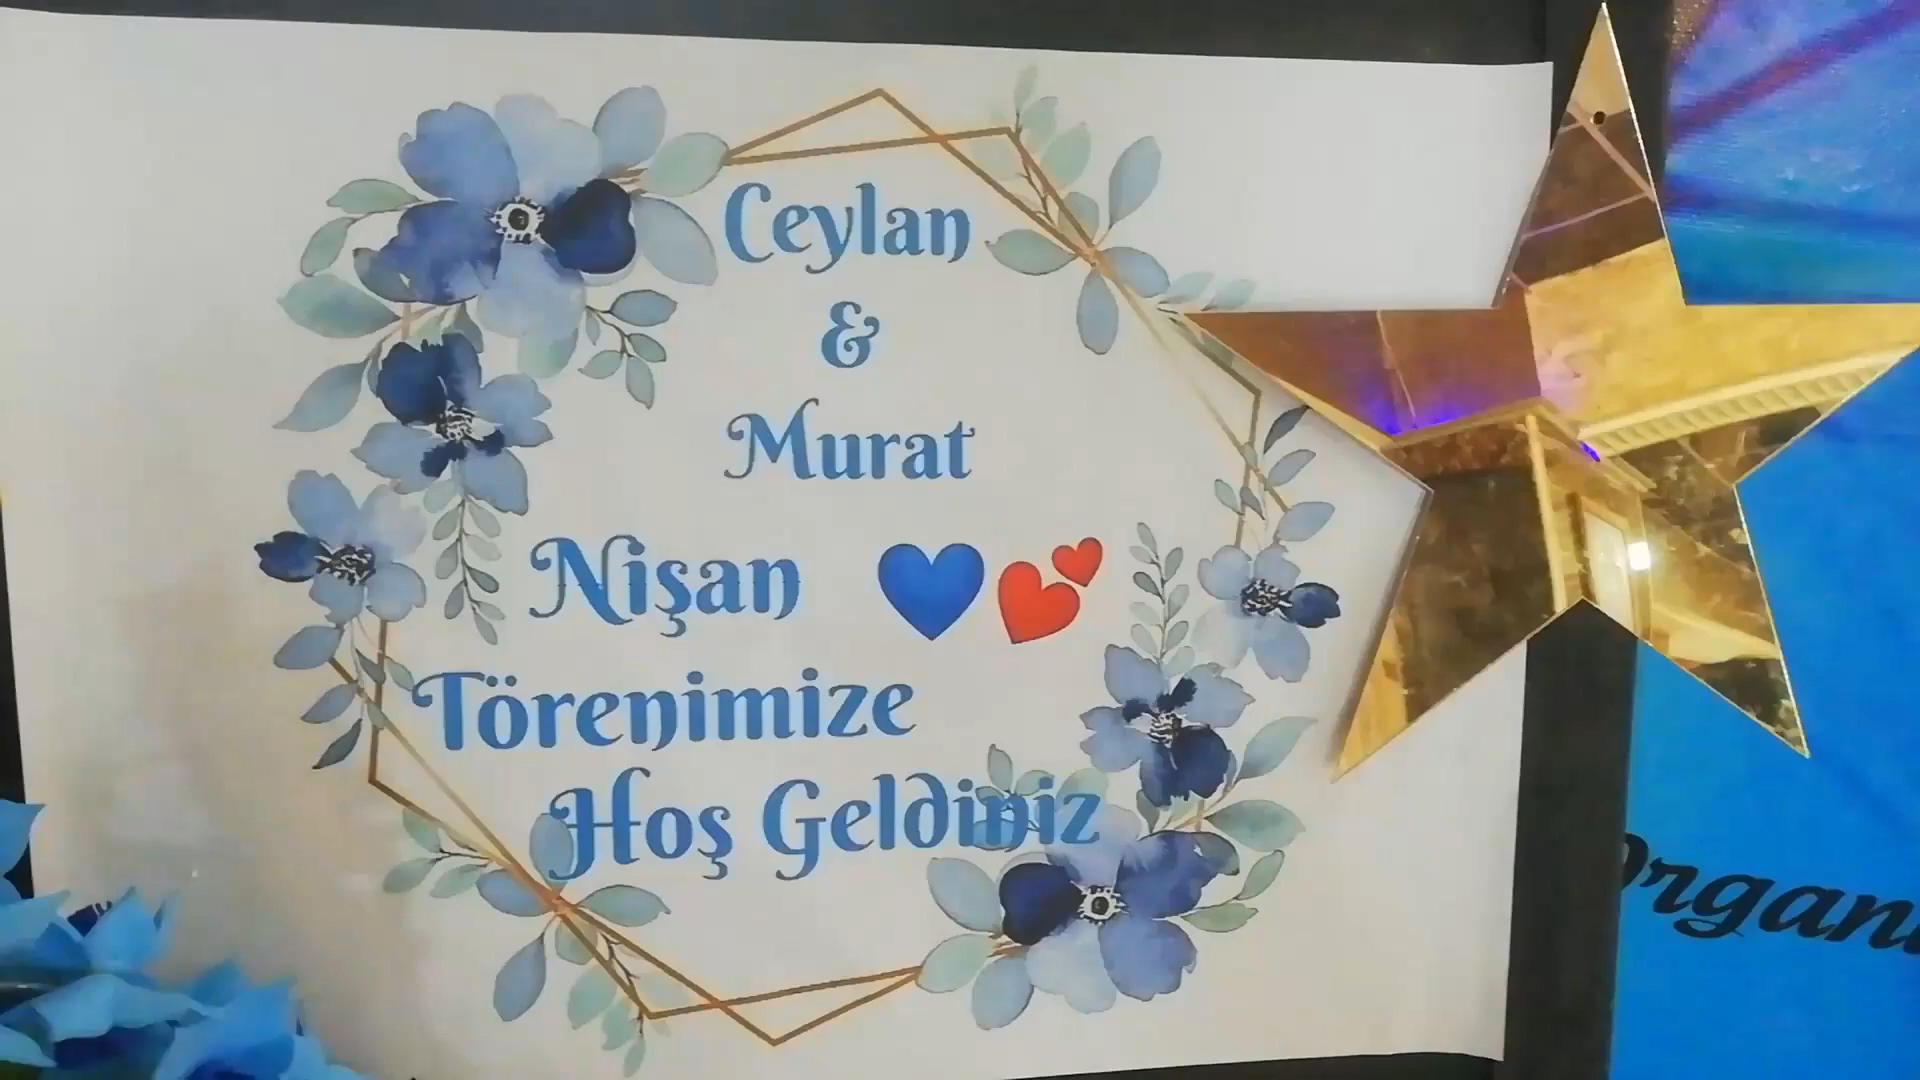 Ceylan
&
Murat
Nişan 💙💕
Törenimize
Hoş Geldiniz